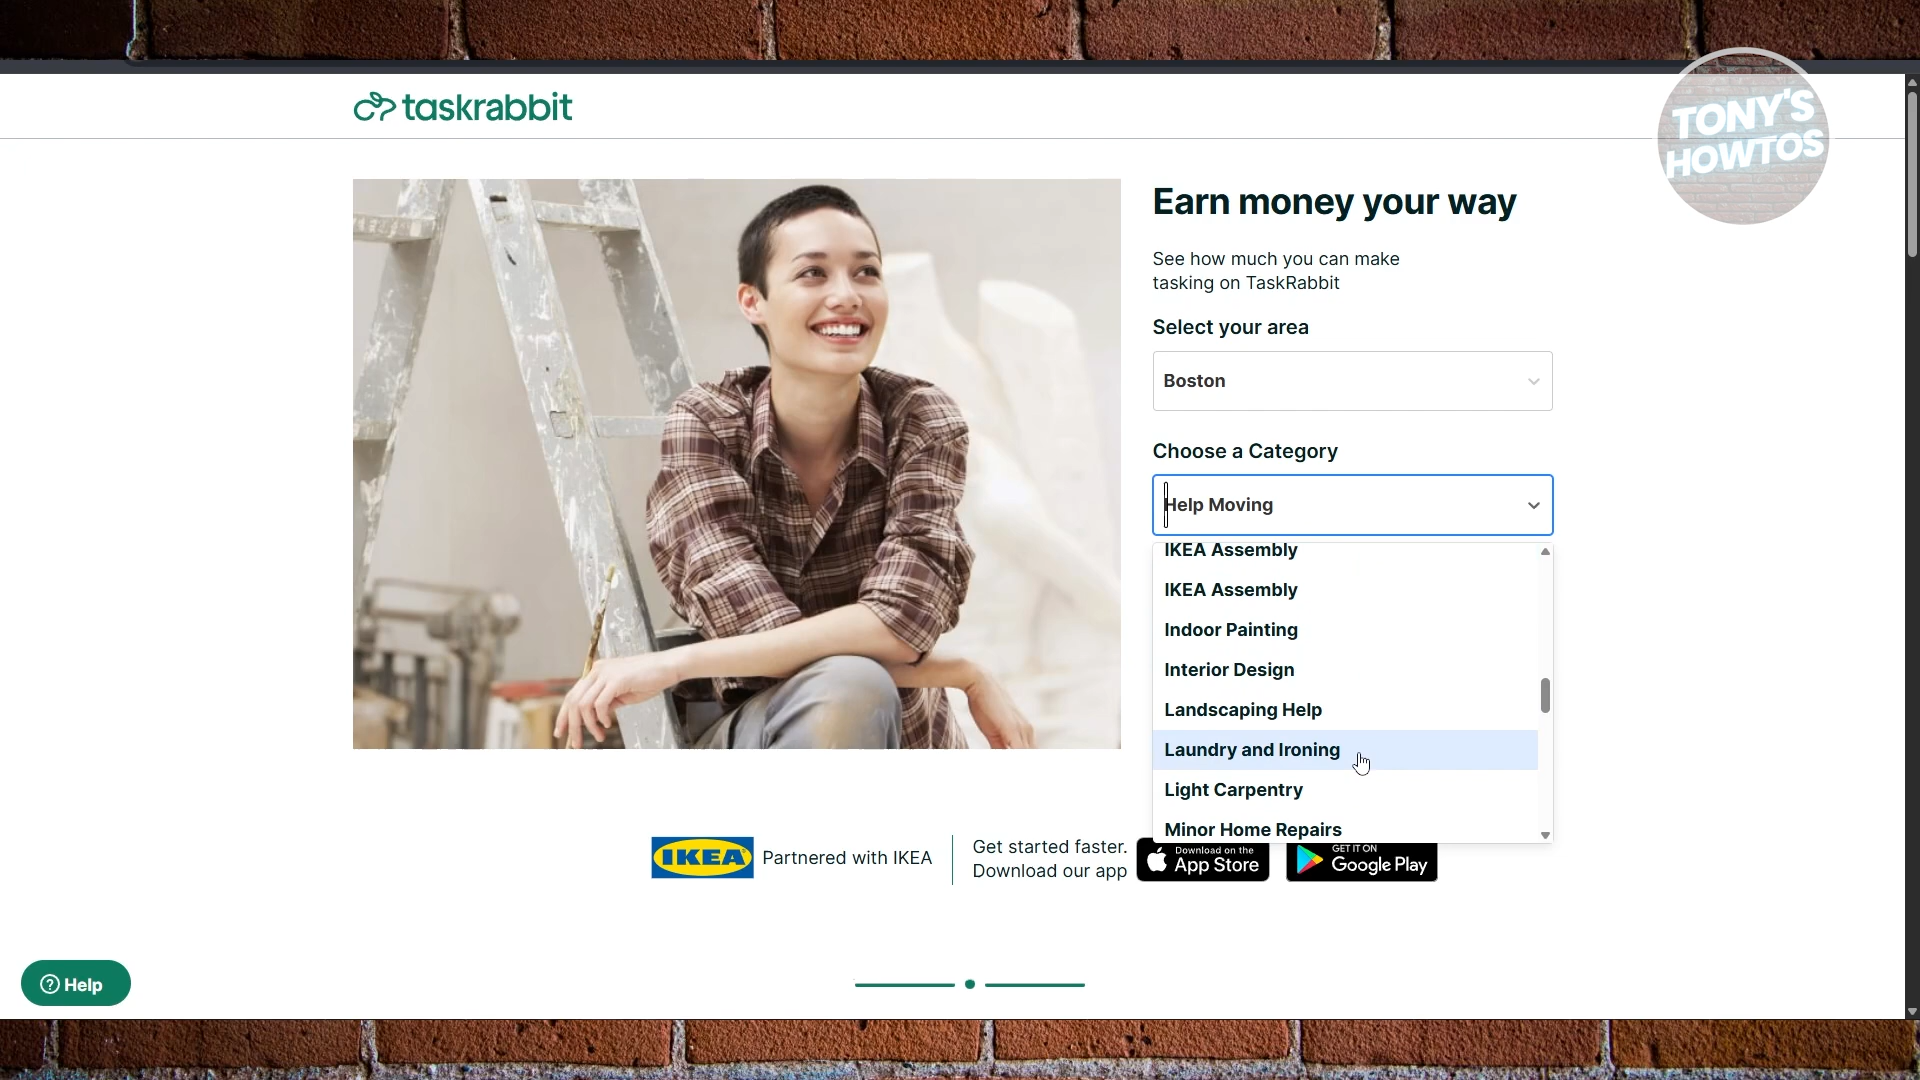 taskrabbit
TONY'S
HOWTOS
Earn money your way
See how much you can make
tasking on TaskRabbit
Select your area
Boston
Choose a Category
Help Moving
IKEA Assembly
IKEA Assembly
Indoor Painting
Interior Design
Landscaping Help
Laundry and Ironing
Light Carpentry
Minor Home Repairs
IKEA
Partnered with IKEA
Get started faster.
Download our app
Download on the
App Store
GET IT ON
Google Play
? Help